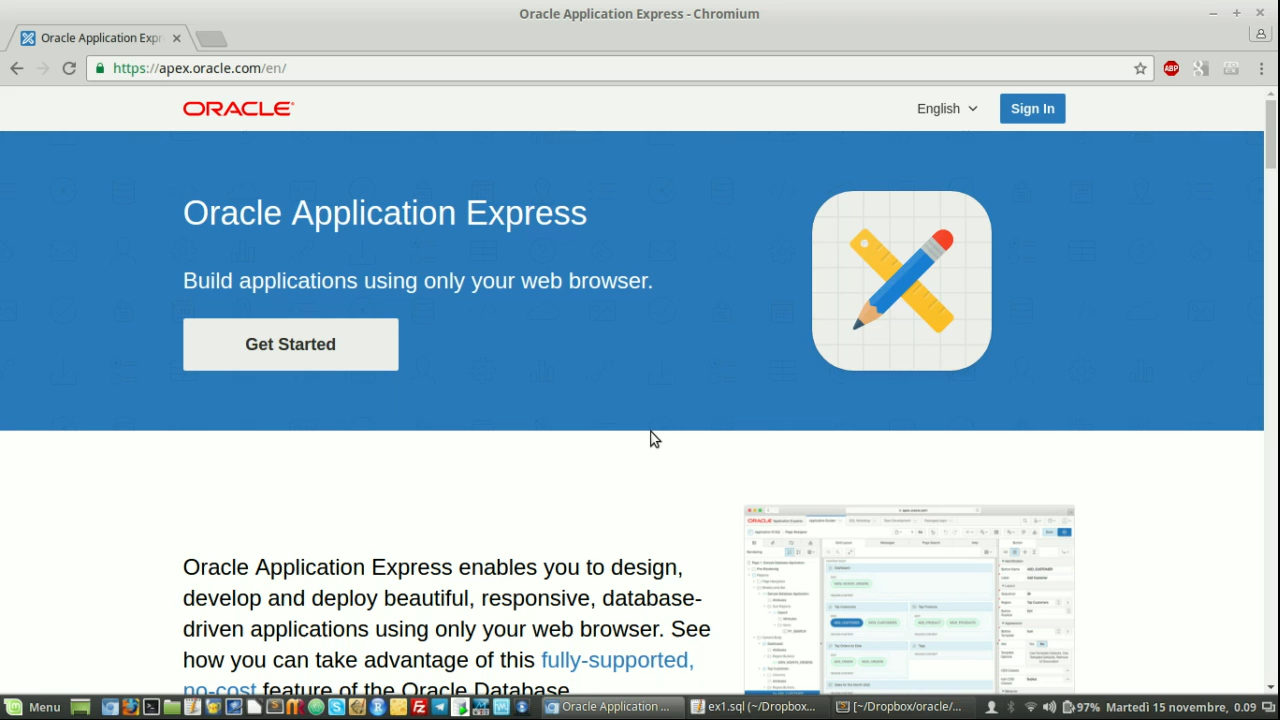 Oracle Application Express - Chromium
Oracle Application Expr
https://apex.oracle.com/en/
ABP
ORACLE
English
Sign In
Oracle Application Express
Build applications using only your web browser.
Get Started
Oracle Application Express enables you to design,
develop and deploy beautiful, responsive, database-
driven applications using only your web browser. See
how you can take advantage of this fully-supported,
no-cost feature of the Oracle Database.
ORACLE
Menu
Oracle Application ...
ex1.sql (~/Dropbox...
[~/Dropbox/oracle/...
97%
Martedì 15 novembre, 0.09